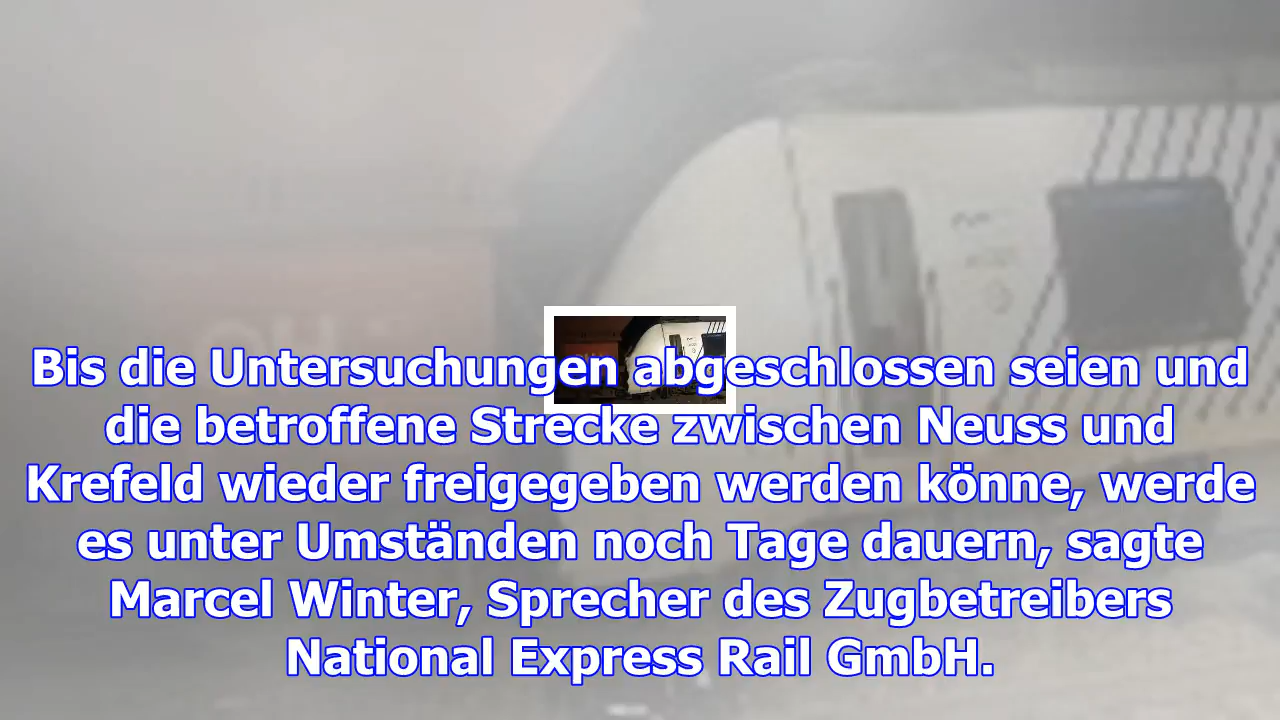 Bis die Untersuchungen abgeschlossen seien und
die betroffene Strecke zwischen Neuss und
Krefeld wieder freigegeben werden könne, werde
es unter Umständen noch Tage dauern, sagte
Marcel Winter, Sprecher des Zugbetreibers
National Express Rail GmbH.